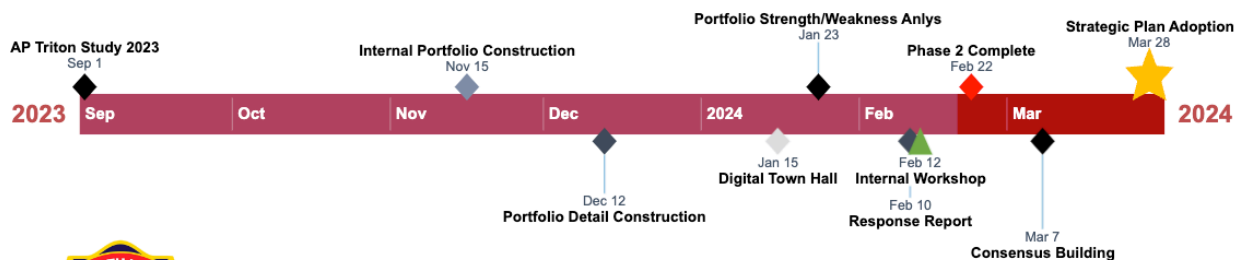 Portfolio Strength/Weakness Anlys
Jan 23
Strategic Plan Adoption
Mar 28
AP Triton Study 2023
Sep 1
Internal Portfolio Construction
Nov 15
Phase 2 Complete
Feb 22
2023
Sep
Oct
Nov
Dec
2024
Feb
Mar
2024
Jan 15
Digital Town Hall
Feb 12
Internal Workshop
Dec 12
Portfolio Detail Construction
Feb 10
Response Report
Mar 7
Consensus Building